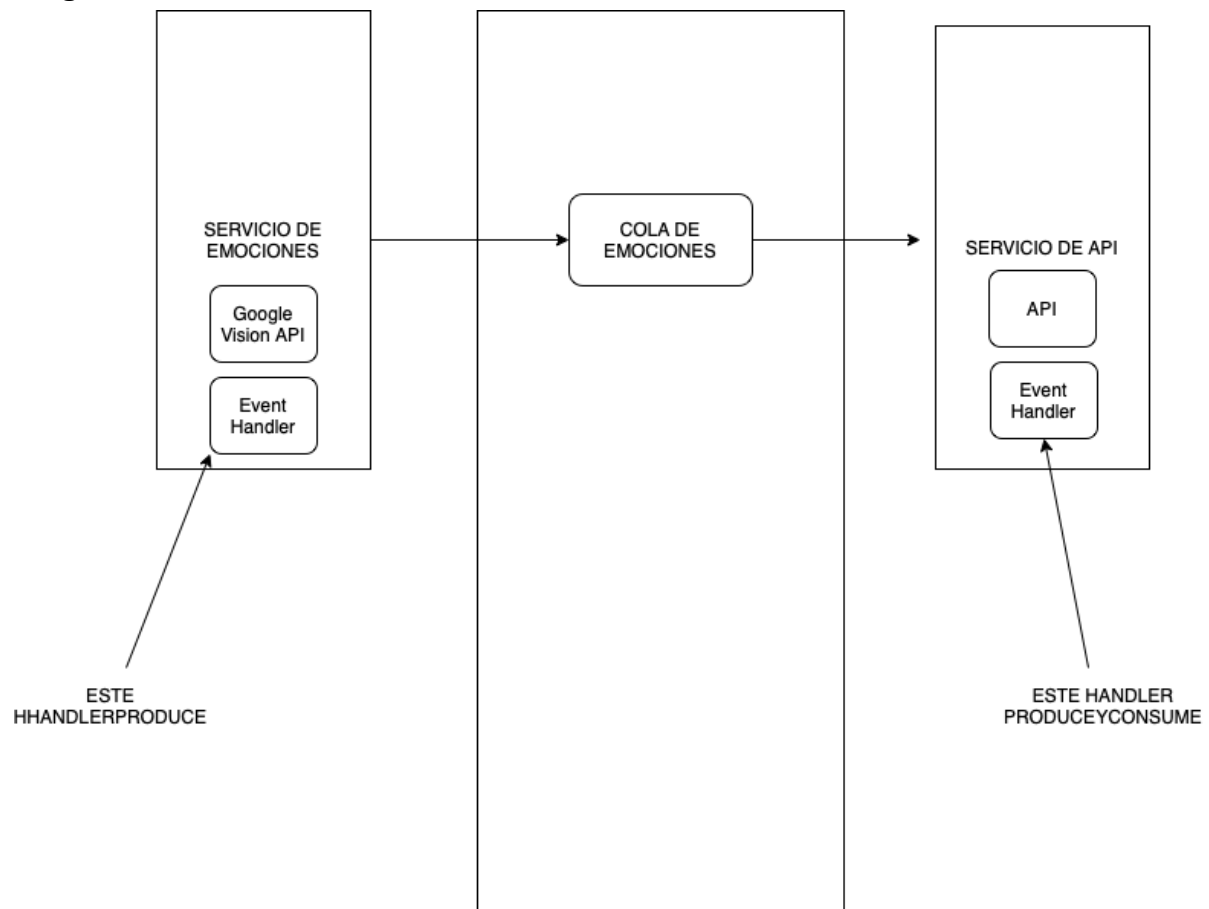 SERVICIO DE
EMOCIONES
Google
Vision API
Event
Handler
COLA DE
EMOCIONES
SERVICIO DE API
API
Event
Handler
ESTE
HHANDLERPRODUCE
ESTE HANDLER
PRODUCEYCONSUME